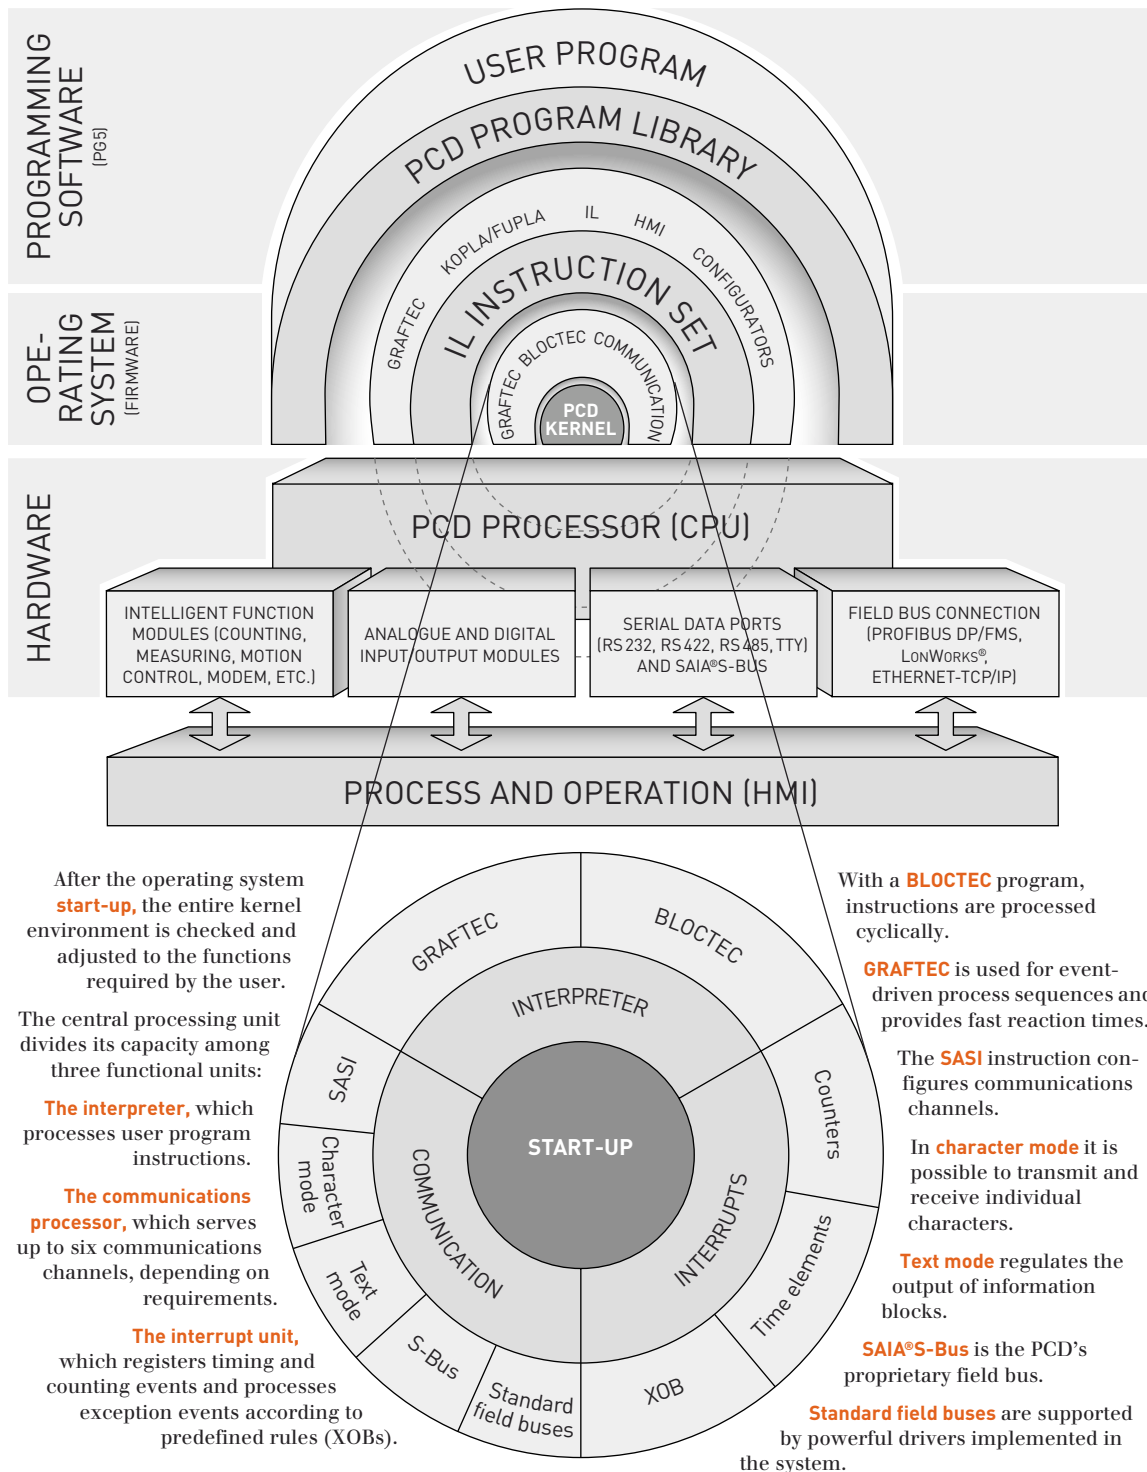 PROGRAMMING
SOFTWARE
(PG5)
USER PROGRAM
PCD PROGRAM LIBRARY
GRAFTEC KOPLA/FUPLA IL HMI CONFIGURATORS
IL INSTRUCTION SET
OPE-
RATING
SYSTEM
(FIRMWARE)
GRAFTEC BLOCTEC COMMUNICATION
PCD
KERNEL
HARDWARE
PCD PROCESSOR (CPU)
INTELLIGENT FUNCTION
MODULES (COUNTING,
MEASURING, MOTION
CONTROL, MODEM, ETC.)
ANALOGUE AND DIGITAL
INPUT/OUTPUT MODULES
SERIAL DATA PORTS
(RS 232, RS 422, RS 485, TTY)
AND SAIA®S-BUS
FIELD BUS CONNECTION
(PROFIBUS DP/FMS,
LONWORKS®,
ETHERNET-TCP/IP)
PROCESS AND OPERATION (HMI)
After the operating system
start-up, the entire kernel
environment is checked and
adjusted to the functions
required by the user.
The central processing unit
divides its capacity among
three functional units:
The interpreter, which
processes user program
instructions.
The communications
processor, which serves
up to six communications
channels, depending on
requirements.
The interrupt unit,
which registers timing and
counting events and processes
exception events according to
predefined rules (XOBs).
GRAFTEC
BLOCTEC
INTERPRETER
SASI
Counters
START-UP
Character
mode
COMMUNICATION
INTERRUPTS
Text
mode
Time elements
S-Bus
XOB
Standard
field buses
With a BLOCTEC program,
instructions are processed
cyclically.
GRAFTEC is used for event-
driven process sequences and
provides fast reaction times.
The SASI instruction con-
figures communications
channels.
In character mode it is
possible to transmit and
receive individual
characters.
Text mode regulates the
output of information
blocks.
SAIA®S-Bus is the PCD's
proprietary field bus.
Standard field buses are supported
by powerful drivers implemented in
the system.